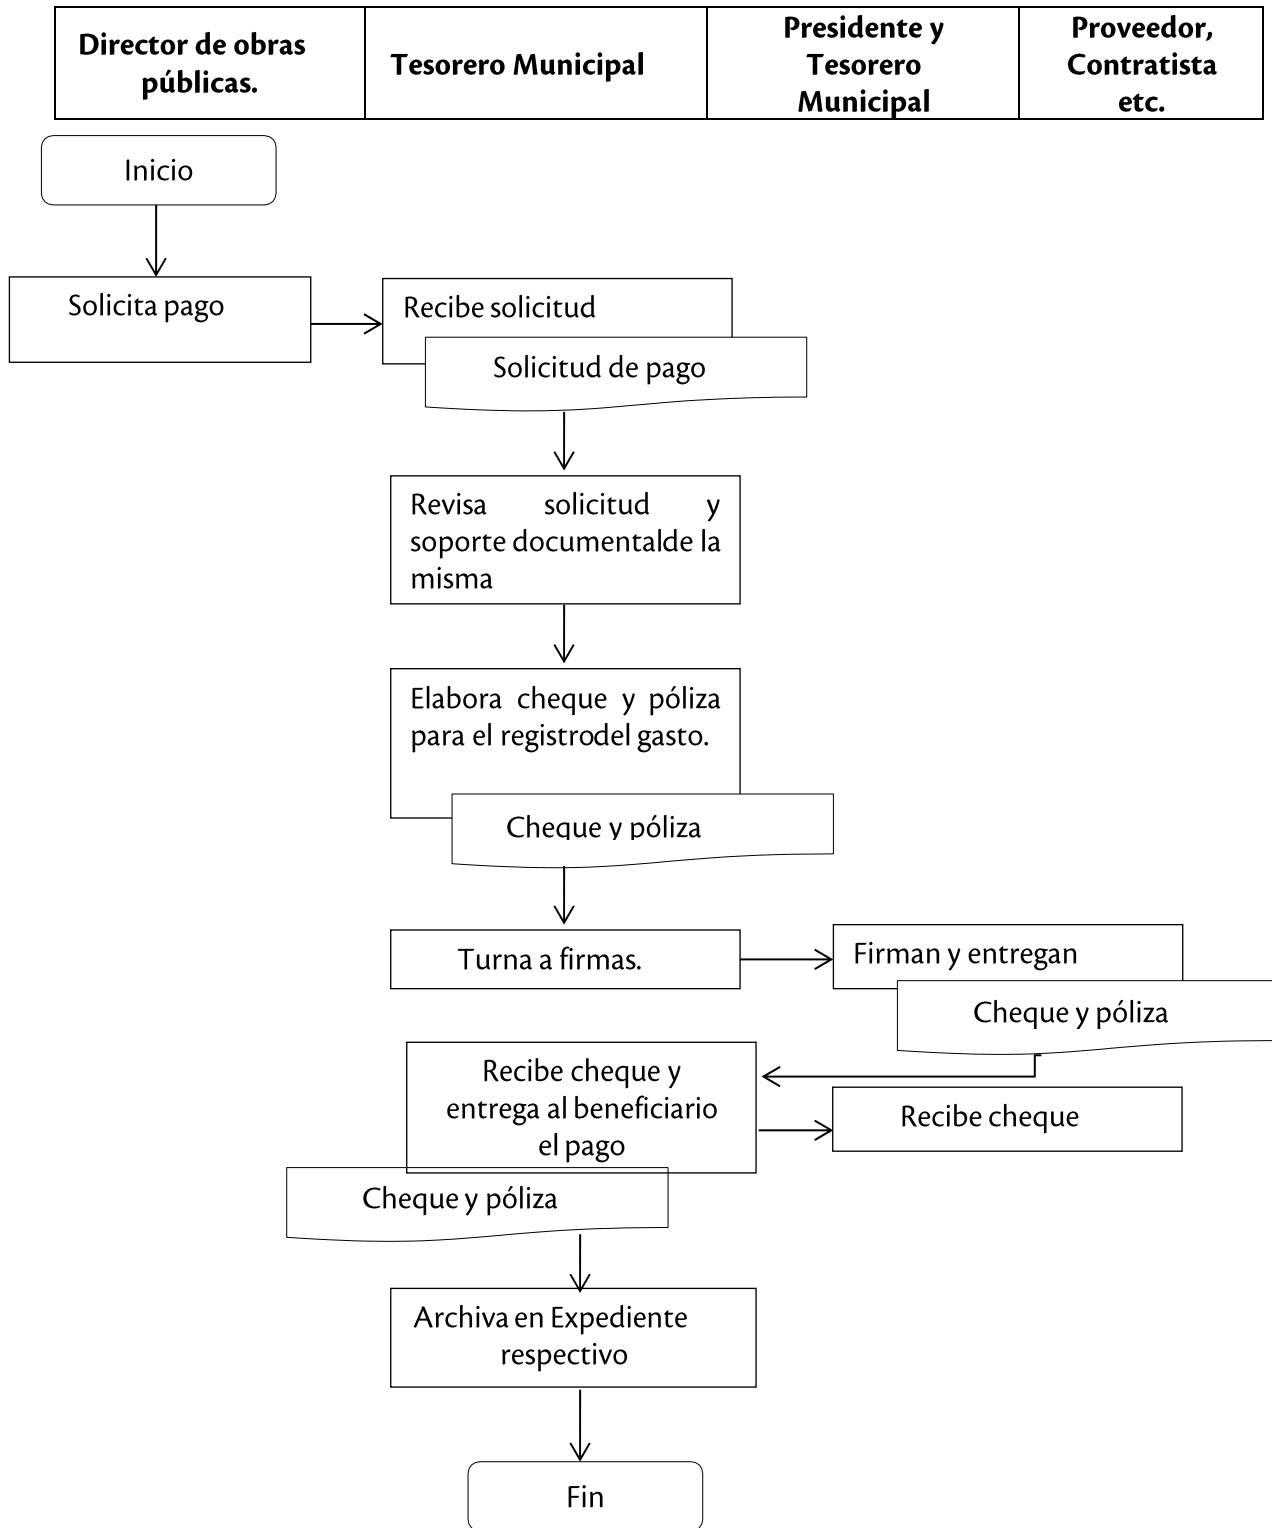 Director de obras
públicas.
Tesorero Municipal
Presidente y
Tesorero
Municipal
Proveedor,
Contratista
etc.
Inicio
Solicita pago
Recibe solicitud
Solicitud de pago
Revisa solicitud y
soporte documentalde la
misma
Elabora cheque y póliza
para el registrodel gasto.
Cheque y póliza
Turna a firmas.
Firman y entregan
Cheque y póliza
Recibe cheque y
entrega al beneficiario
el pago
Recibe cheque
Cheque y póliza
Archiva en Expediente
respectivo
Fin